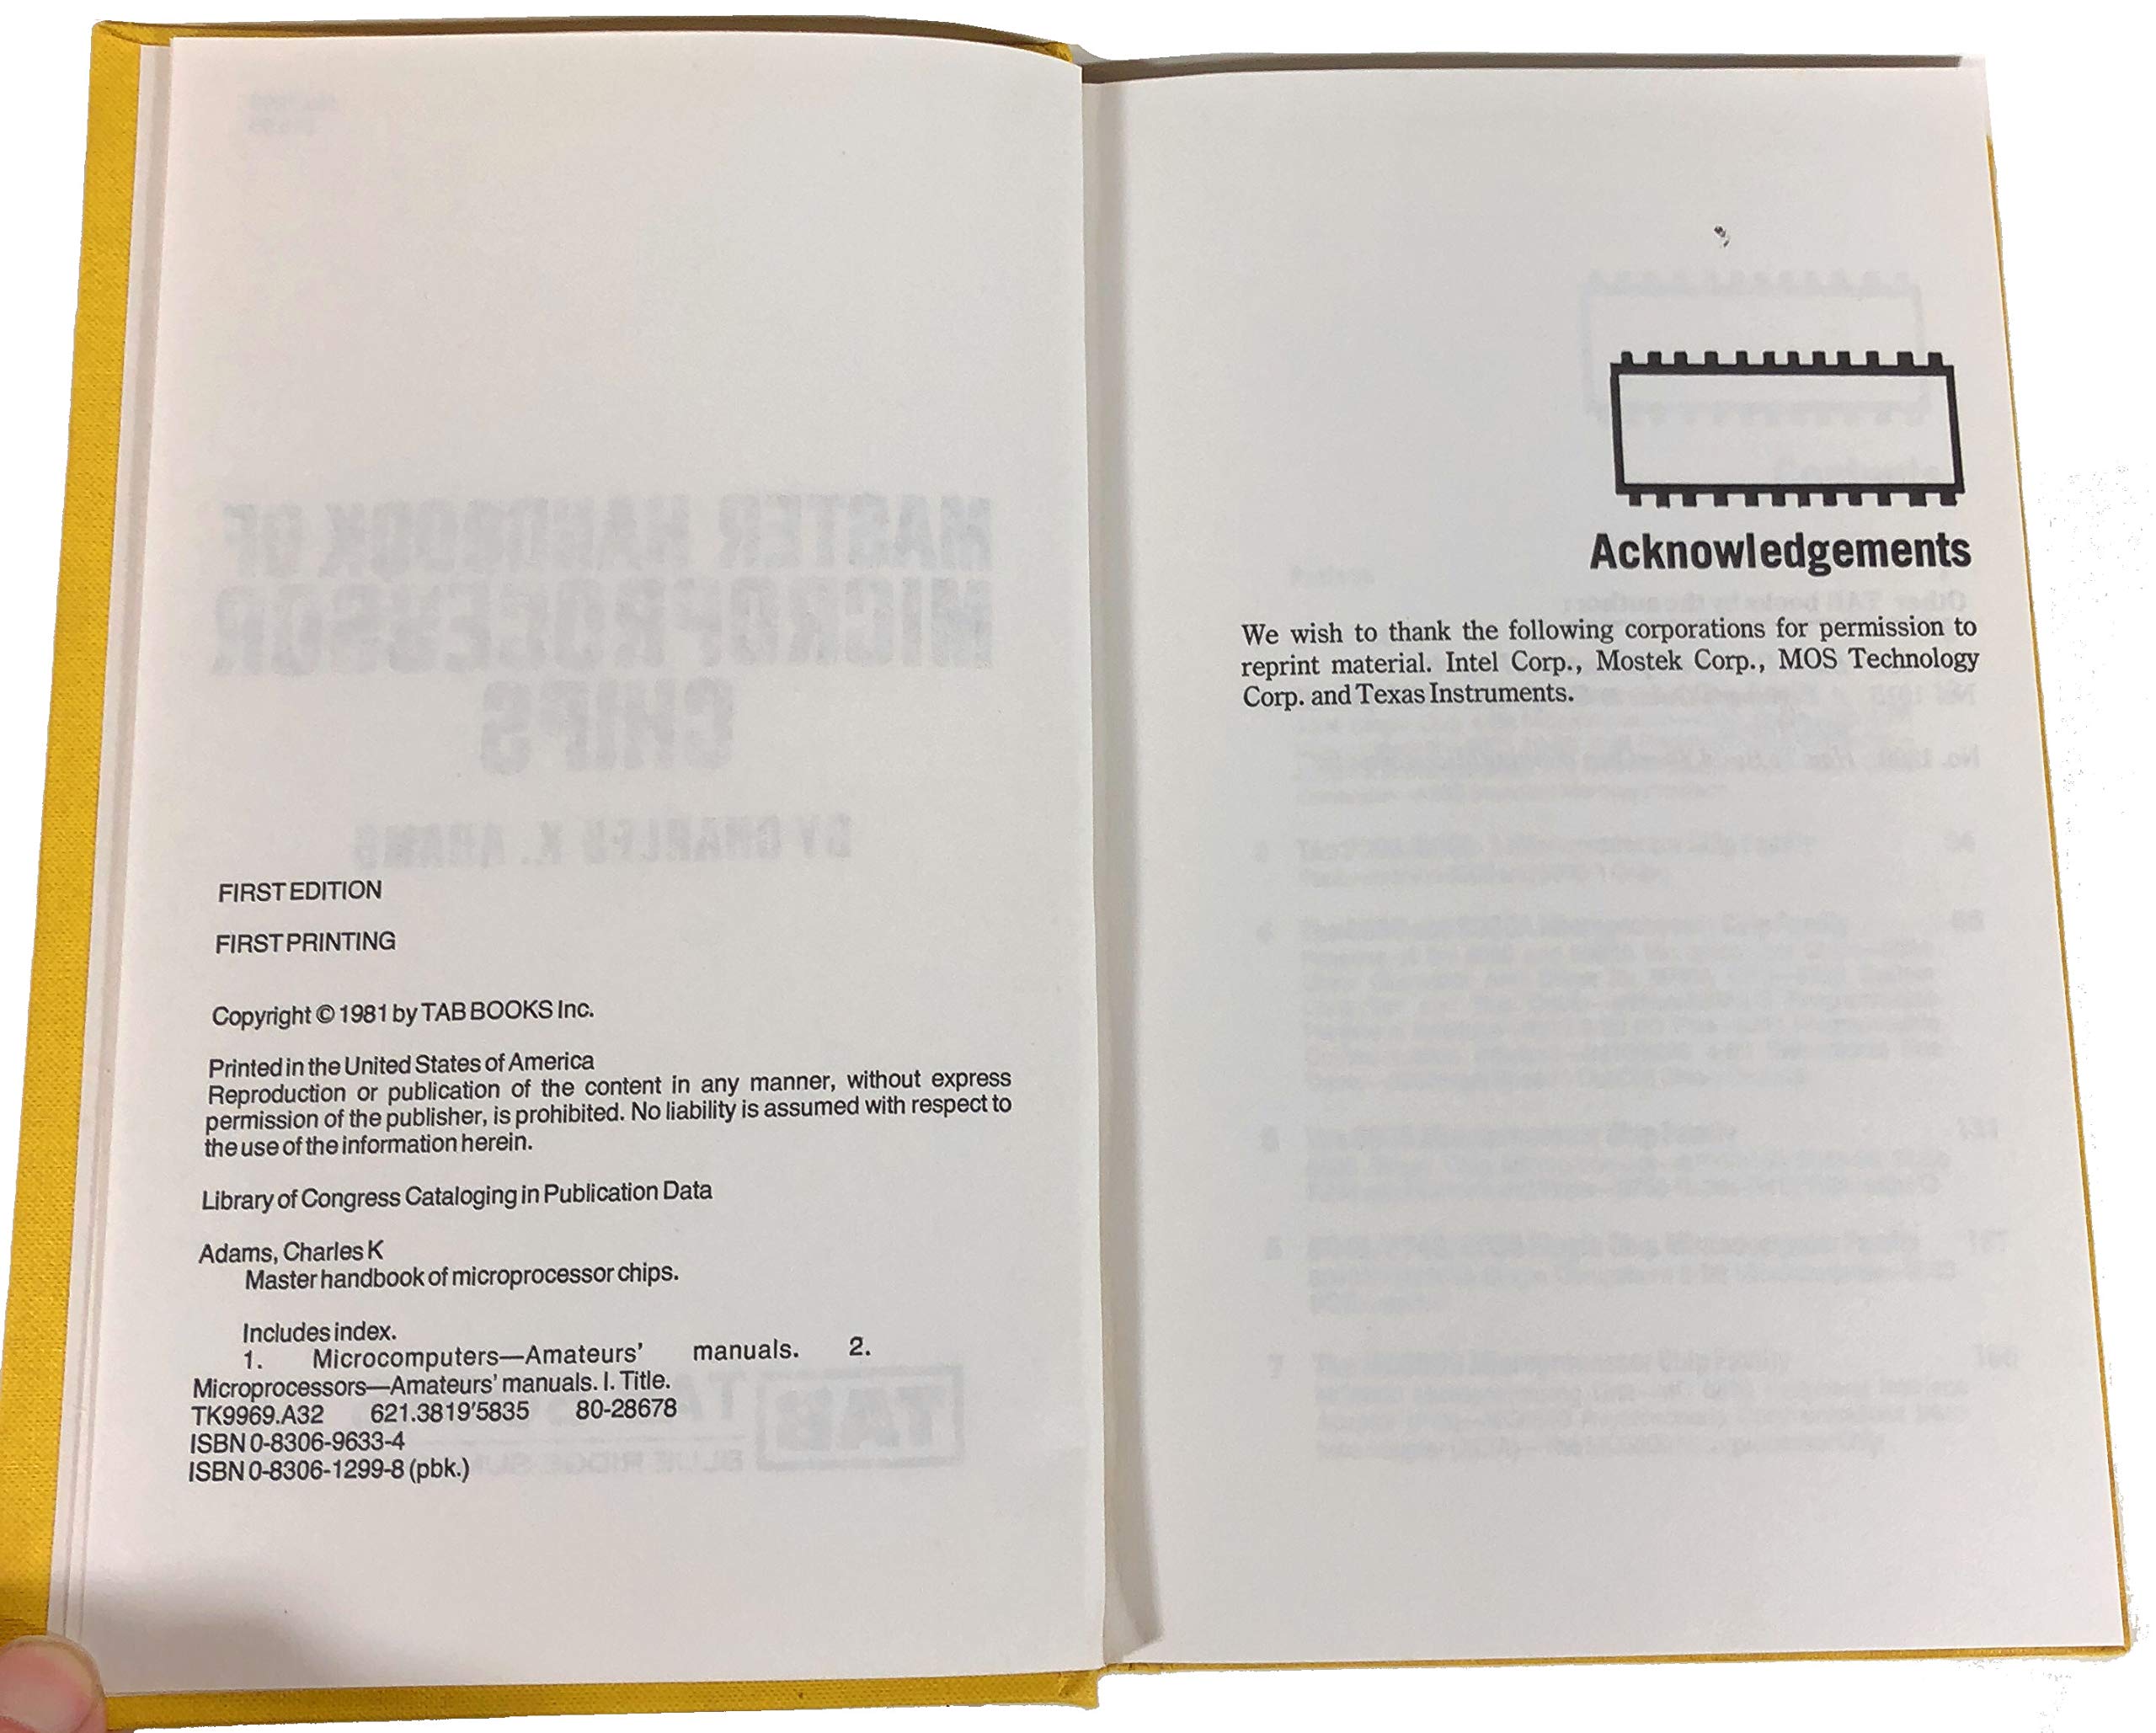 FIRST EDITION
FIRST PRINTING
Copyright © 1981 by TAB BOOKS Inc.
Printed in the United States of America
Reproduction or publication of the content in any manner, without express
permission of the publisher, is prohibited. No liability is assumed with respect to
the use of the information herein.
Library of Congress Cataloging in Publication Data
Adams, Charles K
Master handbook of microprocessor chips.
Includes index.
1. Microcomputers—Amateurs' manuals. 2.
Microprocessors—Amateurs' manuals. I. Title.
TK9969.A32 621.3819'5835 80-28678
ISBN 0-8306-9633-4
ISBN 0-8306-1299-8 (pbk.)
Acknowledgements
We wish to thank the following corporations for permission to
reprint material. Intel Corp., Mostek Corp., MOS Technology
Corp. and Texas Instruments.